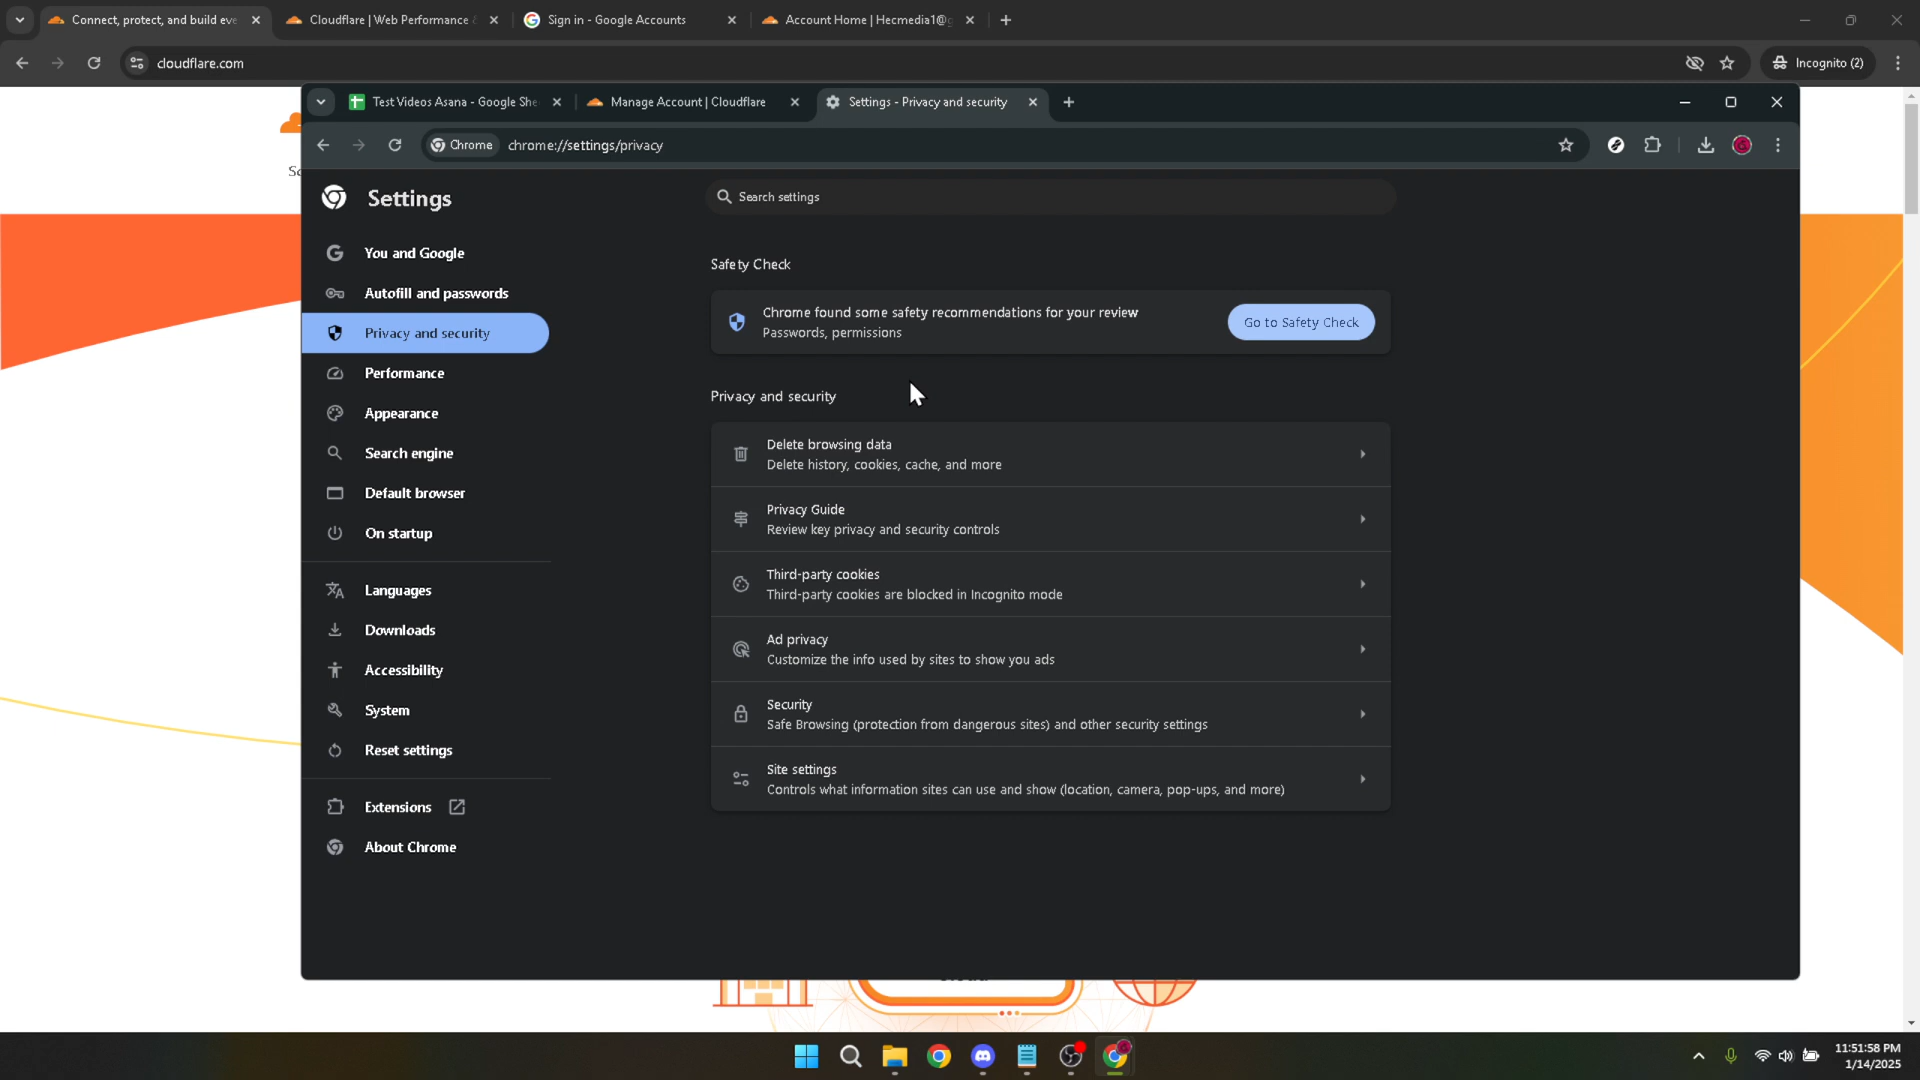 Connect, protect, and build eve
Cloudflare | Web Performance &
Sign in - Google Accounts
Account Home | Hecmedia1@g
cloudflare.com
Incognito (2)
Test Videos Asana - Google She
Manage Account | Cloudflare
Settings - Privacy and security
Chrome
chrome://settings/privacy
Settings
Search settings
You and Google
Autofill and passwords
Privacy and security
Performance
Appearance
Search engine
Default browser
On startup
Languages
Downloads
Accessibility
System
Reset settings
Extensions
About Chrome
Safety Check
Chrome found some safety recommendations for your review
Passwords, permissions
Go to Safety Check
Privacy and security
Delete browsing data
Delete history, cookies, cache, and more
Privacy Guide
Review key privacy and security controls
Third-party cookies
Third-party cookies are blocked in Incognito mode
Ad privacy
Customize the info used by sites to show you ads
Security
Safe Browsing (protection from dangerous sites) and other security settings
Site settings
Controls what information sites can use and show (location, camera, pop-ups, and more)
11:51:58 PM
1/14/2025